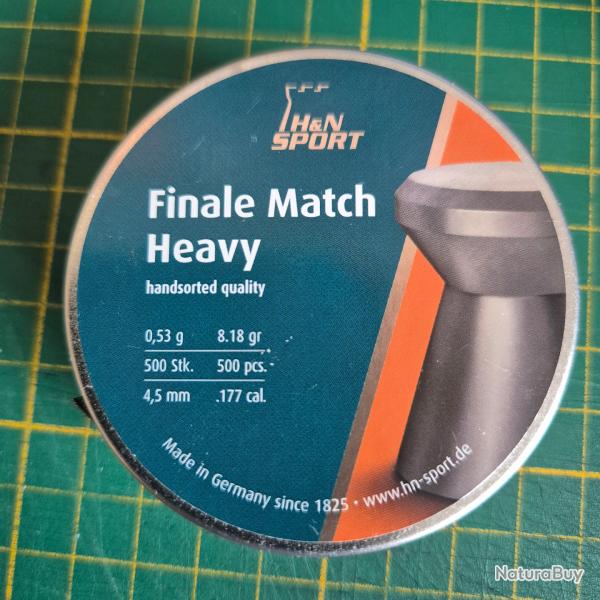 H&N
SPORT
Finale Match
Heavy
handsorted quality
0,53 g 8.18 gr
500 Stk. 500 pcs.
4,5 mm .177 cal.
Made in Germany since 1825 • www.hn-sport.de
NaturaBuy